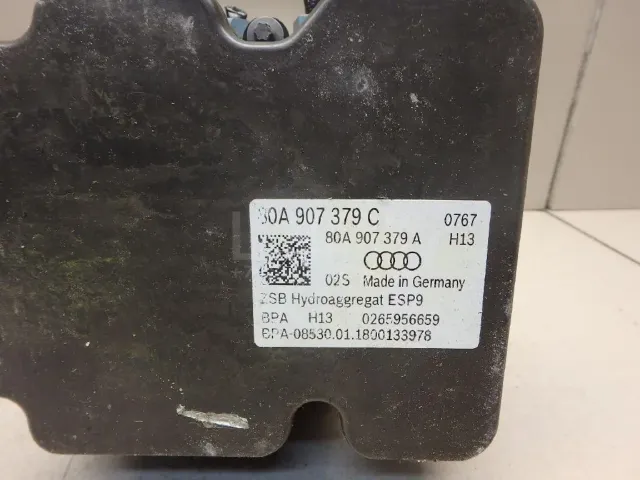 80A 907 379 C 0767
80A 907 379 A H13
02S Made in Germany
ZSB Hydroaggregat ESP9
BPA H13 0265956659
BPA-08530.01.1800133978